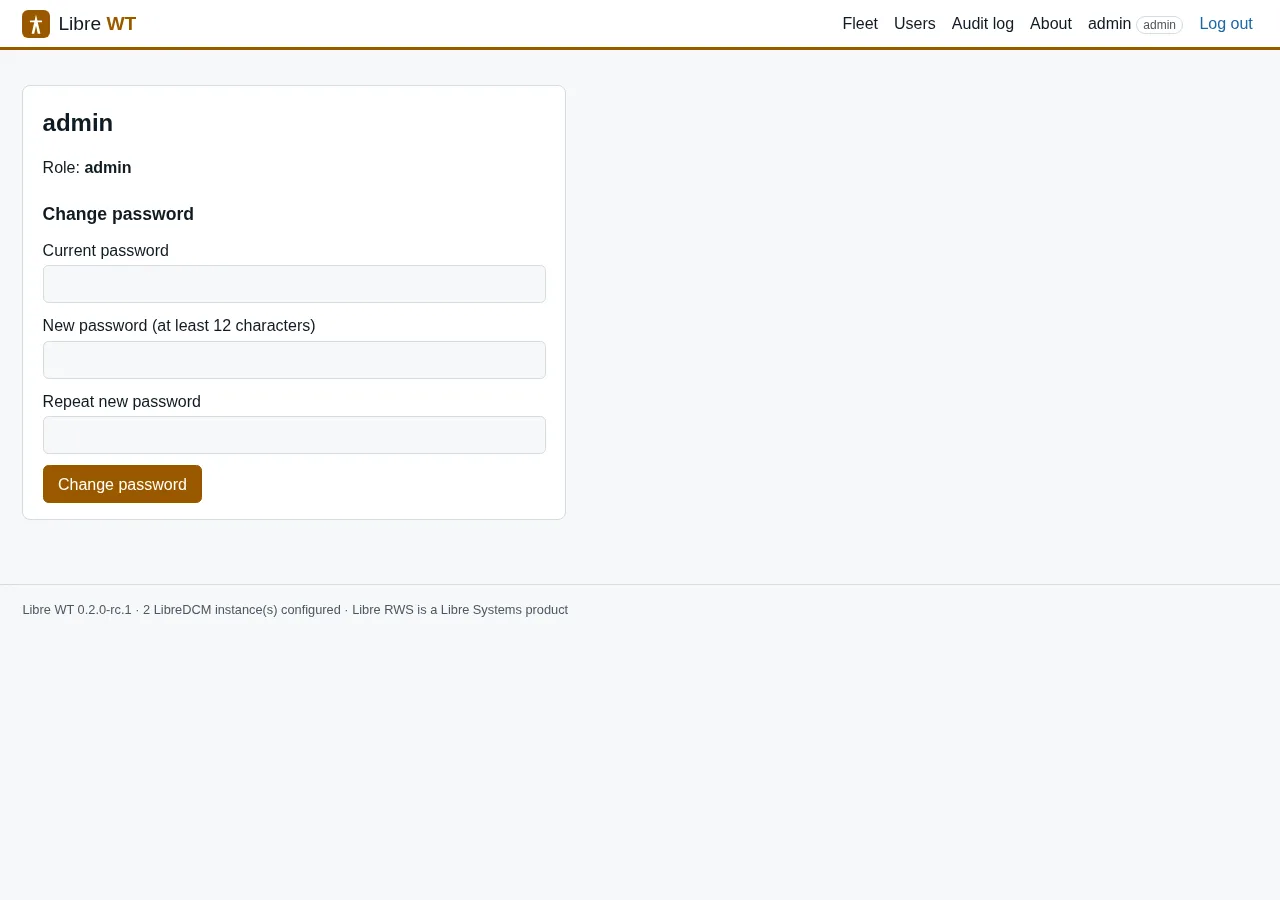 Libre WT
Fleet Users Audit log About admin admin Log out
admin
Role: admin
Change password
Current password
New password (at least 12 characters)
Repeat new password
Change password
Libre WT 0.2.0-rc.1 · 2 LibreDCM instance(s) configured · Libre RWS is a Libre Systems product